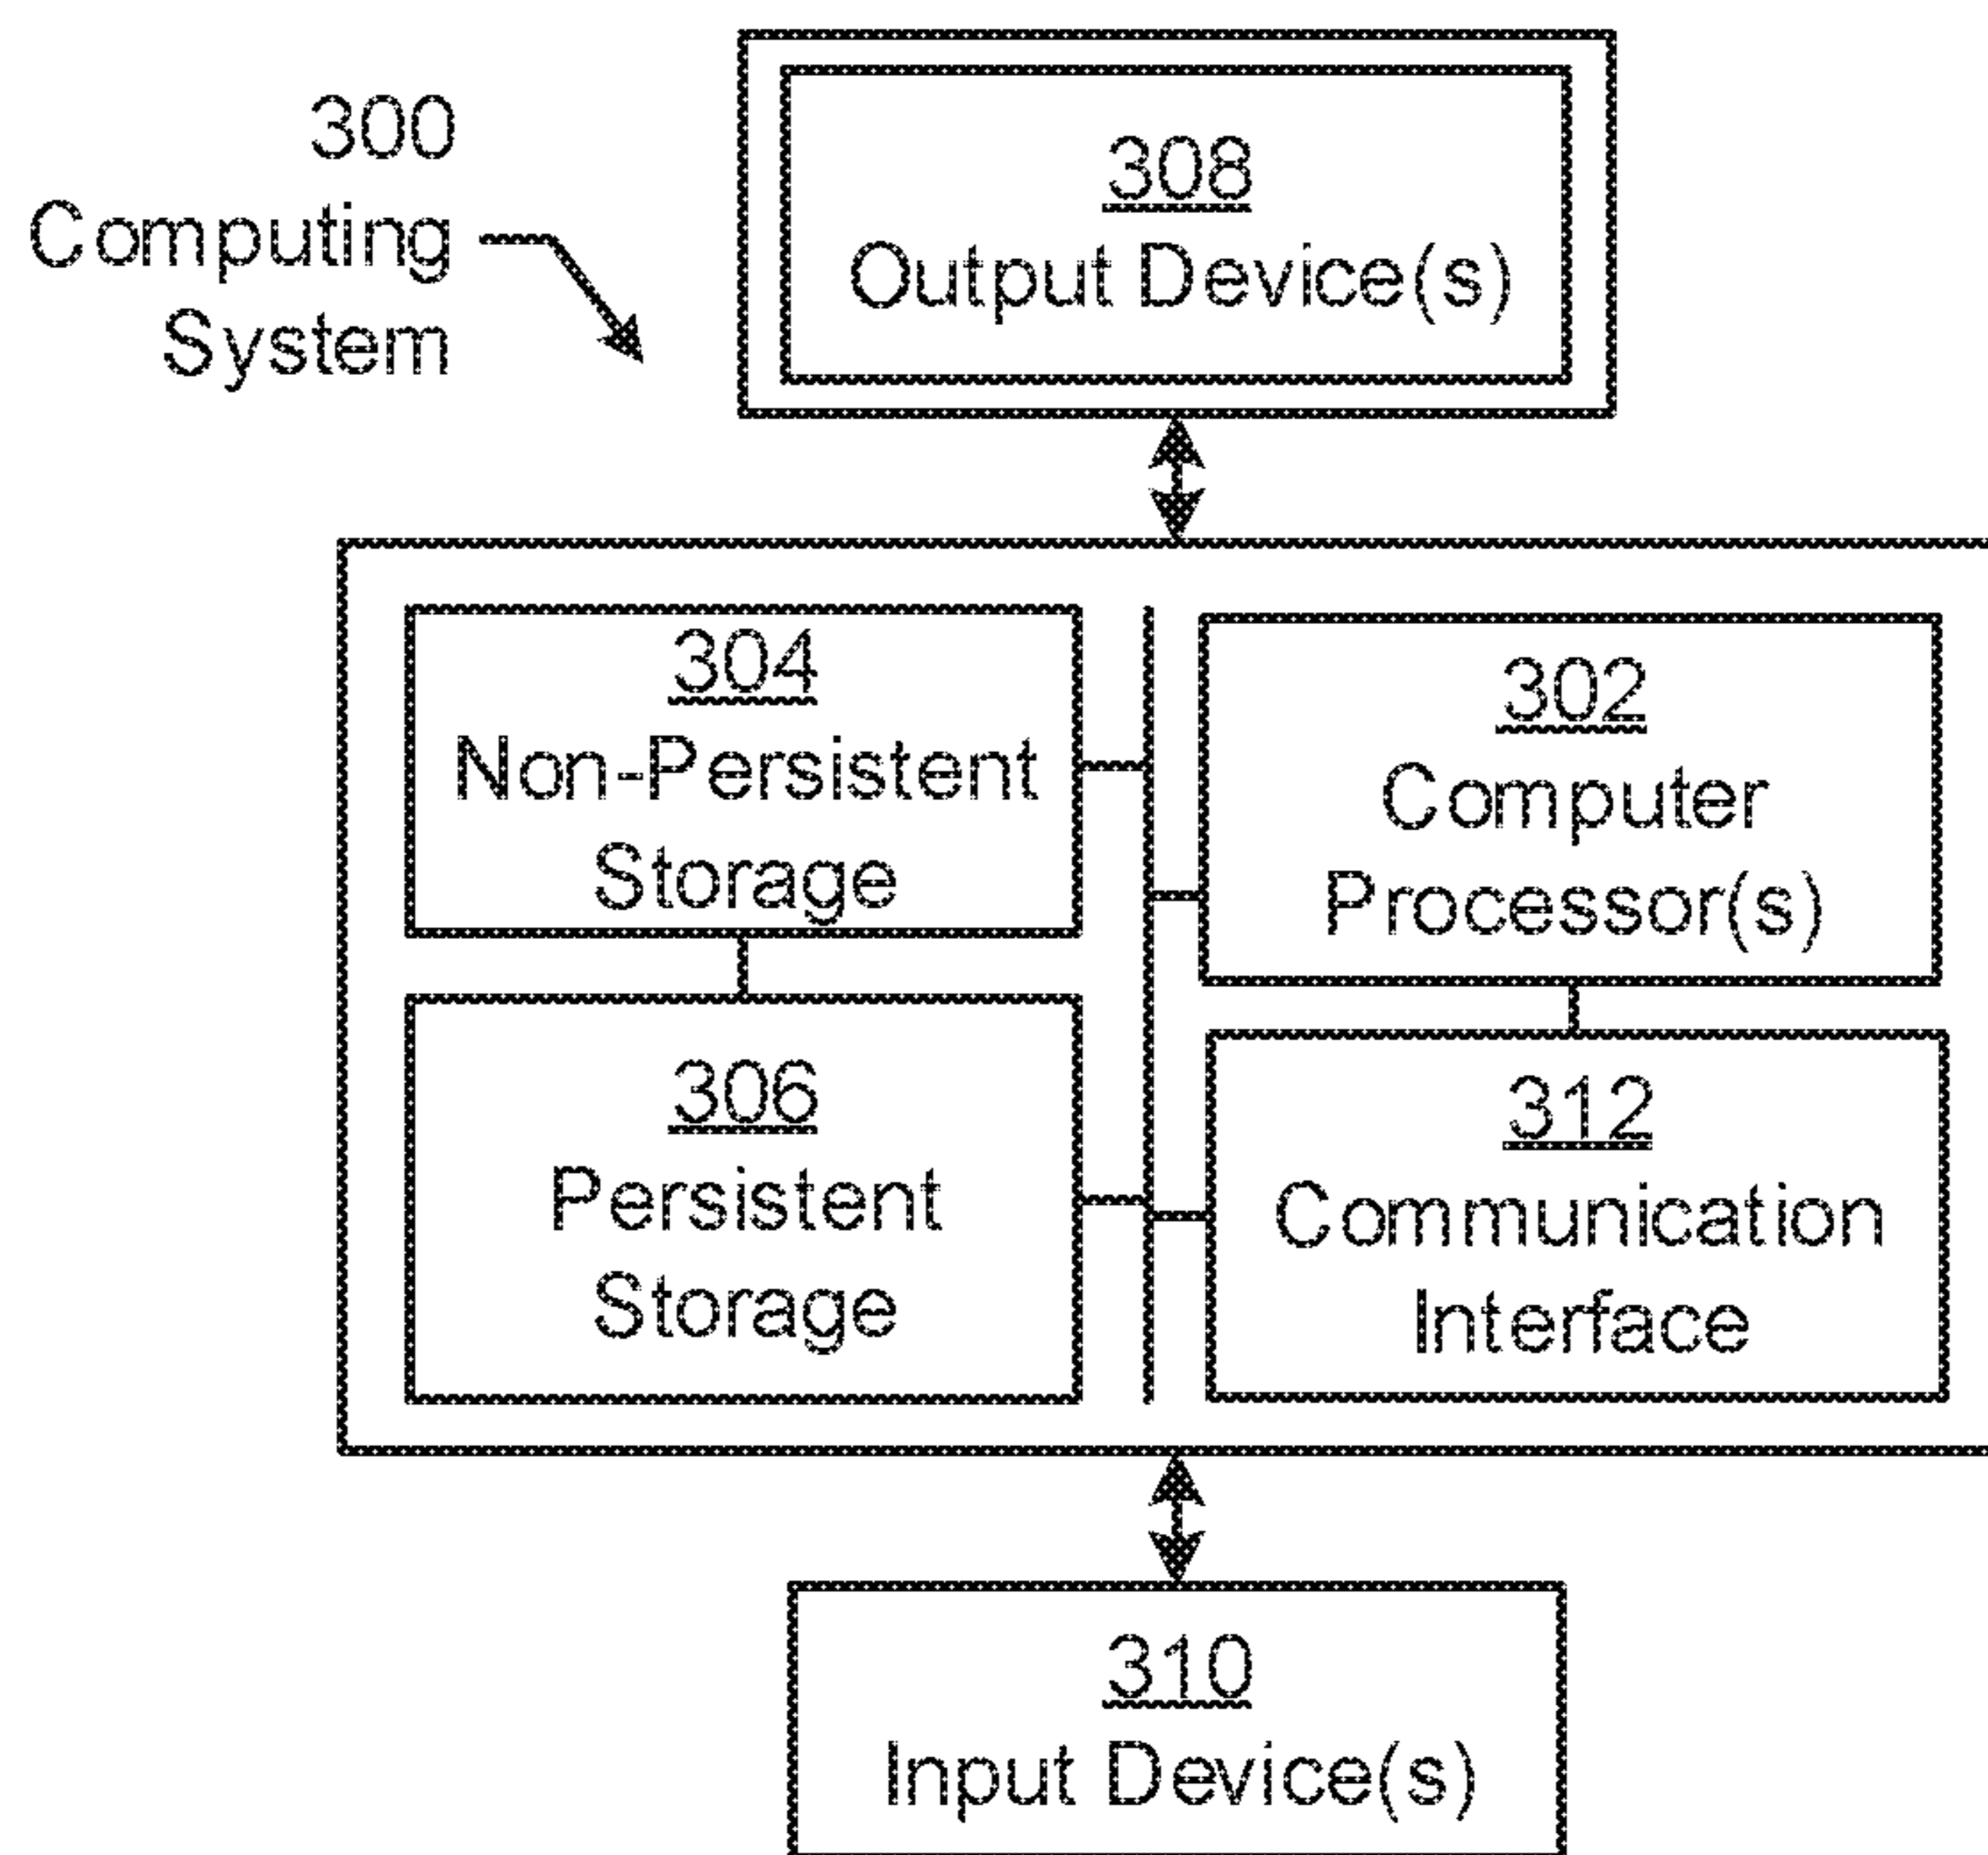 300
Computing
System
308
Output Device(s)
304
Non-Persistent
Storage
302
Computer
Processor(s)
306
Persistent
Storage
312
Communication
Interface
310
Input Device(s)